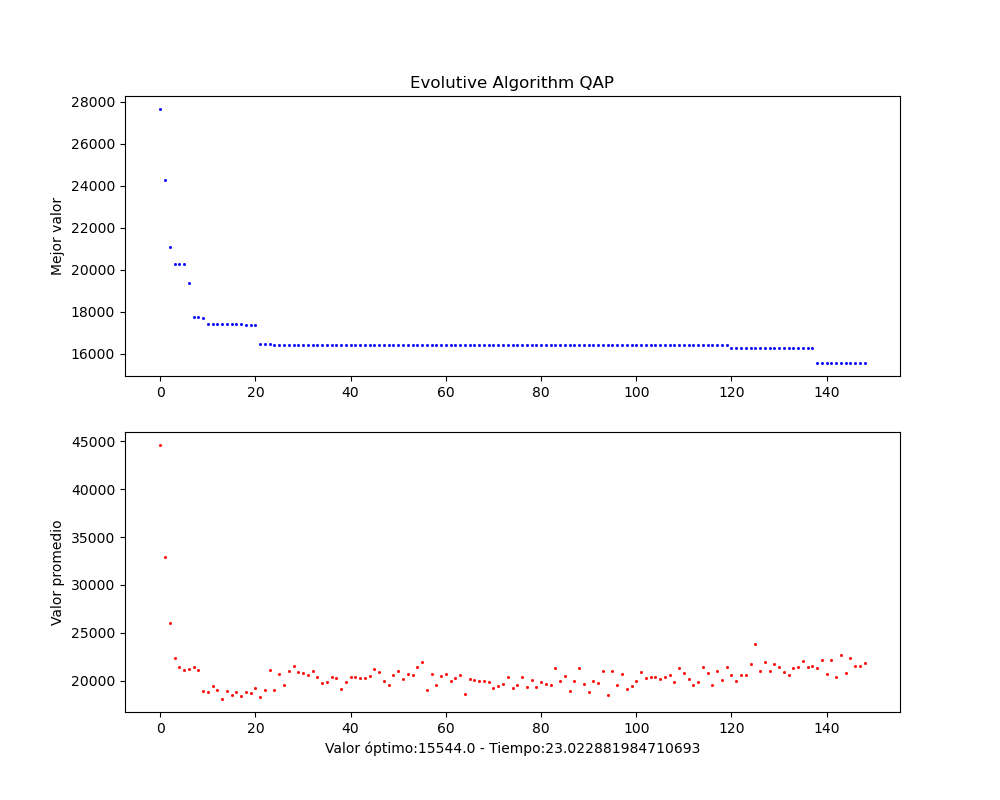 Evolutive Algorithm QAP
28000
26000
24000
22000
20000
18000
16000
Mejor valor
0 20 40 60 80 100 120 140
45000
40000
35000
30000
25000
20000
Valor promedio
0 20 40 60 80 100 120 140
Valor óptimo:15544.0 - Tiempo:23.022881984710693